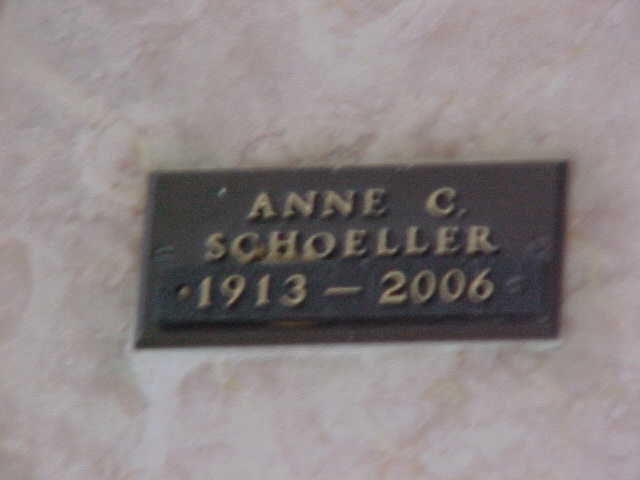 ANNE C.
SCHOELLER
1913 — 2006